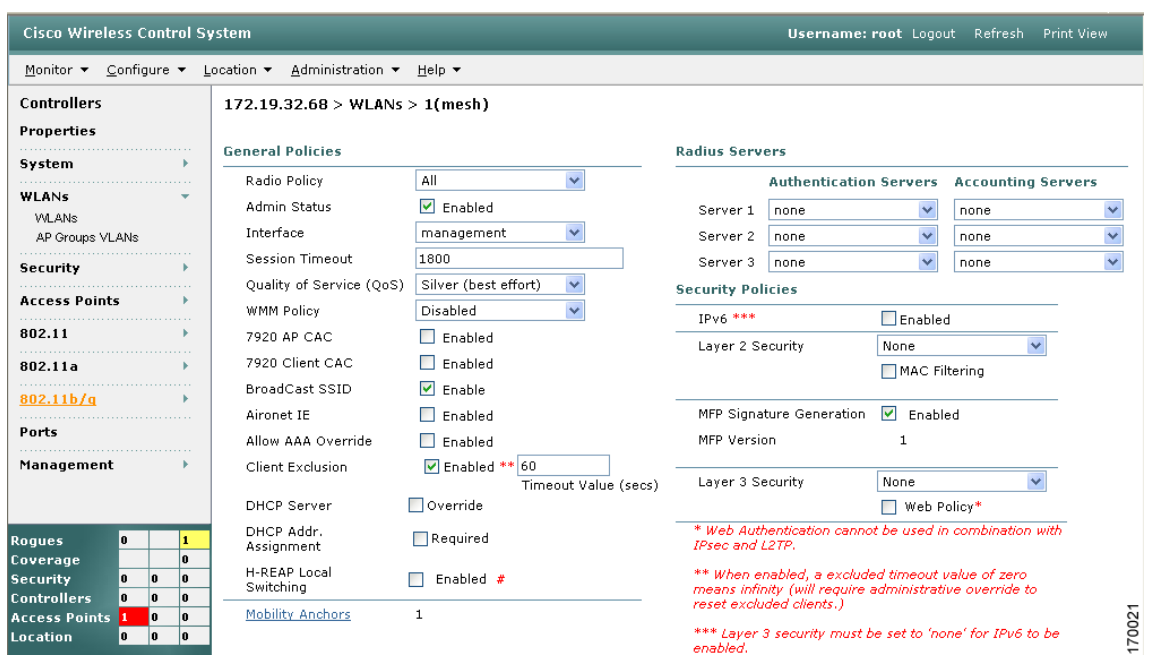 Cisco Wireless Control System
Username: root Logout Refresh Print View
Monitor Configure Location Administration Help
Controllers
Properties
System
WLANs
WLANs
AP Groups VLANs
Security
Access Points
802.11
802.11a
802.11b/g
Ports
Management
Rogues 0 1
Coverage 0
Security 0 0 0
Controllers 0 0 0
Access Points 1 0 0
Location 0 0 0
172.19.32.68 > WLANs > 1(mesh)
General Policies
Radio Policy All
Admin Status Enabled
Interface management
Session Timeout 1800
Quality of Service (QoS) Silver (best effort)
WMM Policy Disabled
7920 AP CAC Enabled
7920 Client CAC Enabled
BroadCast SSID Enable
Aironet IE Enabled
Allow AAA Override Enabled
Client Exclusion Enabled ** 60
Timeout Value (secs)
DHCP Server Override
DHCP Addr.
Assignment Required
H-REAP Local
Switching Enabled #
Mobility Anchors 1
Radius Servers
Authentication Servers Accounting Servers
Server 1 none none
Server 2 none none
Server 3 none none
Security Policies
IPv6 *** Enabled
Layer 2 Security None
MAC Filtering
MFP Signature Generation Enabled
MFP Version 1
Layer 3 Security None
Web Policy*
* Web Authentication cannot be used in combination with
IPsec and L2TP.
** When enabled, a excluded timeout value of zero
means infinity (will require administrative override to
reset excluded clients.)
*** Layer 3 security must be set to 'none' for IPv6 to be
enabled.
170021